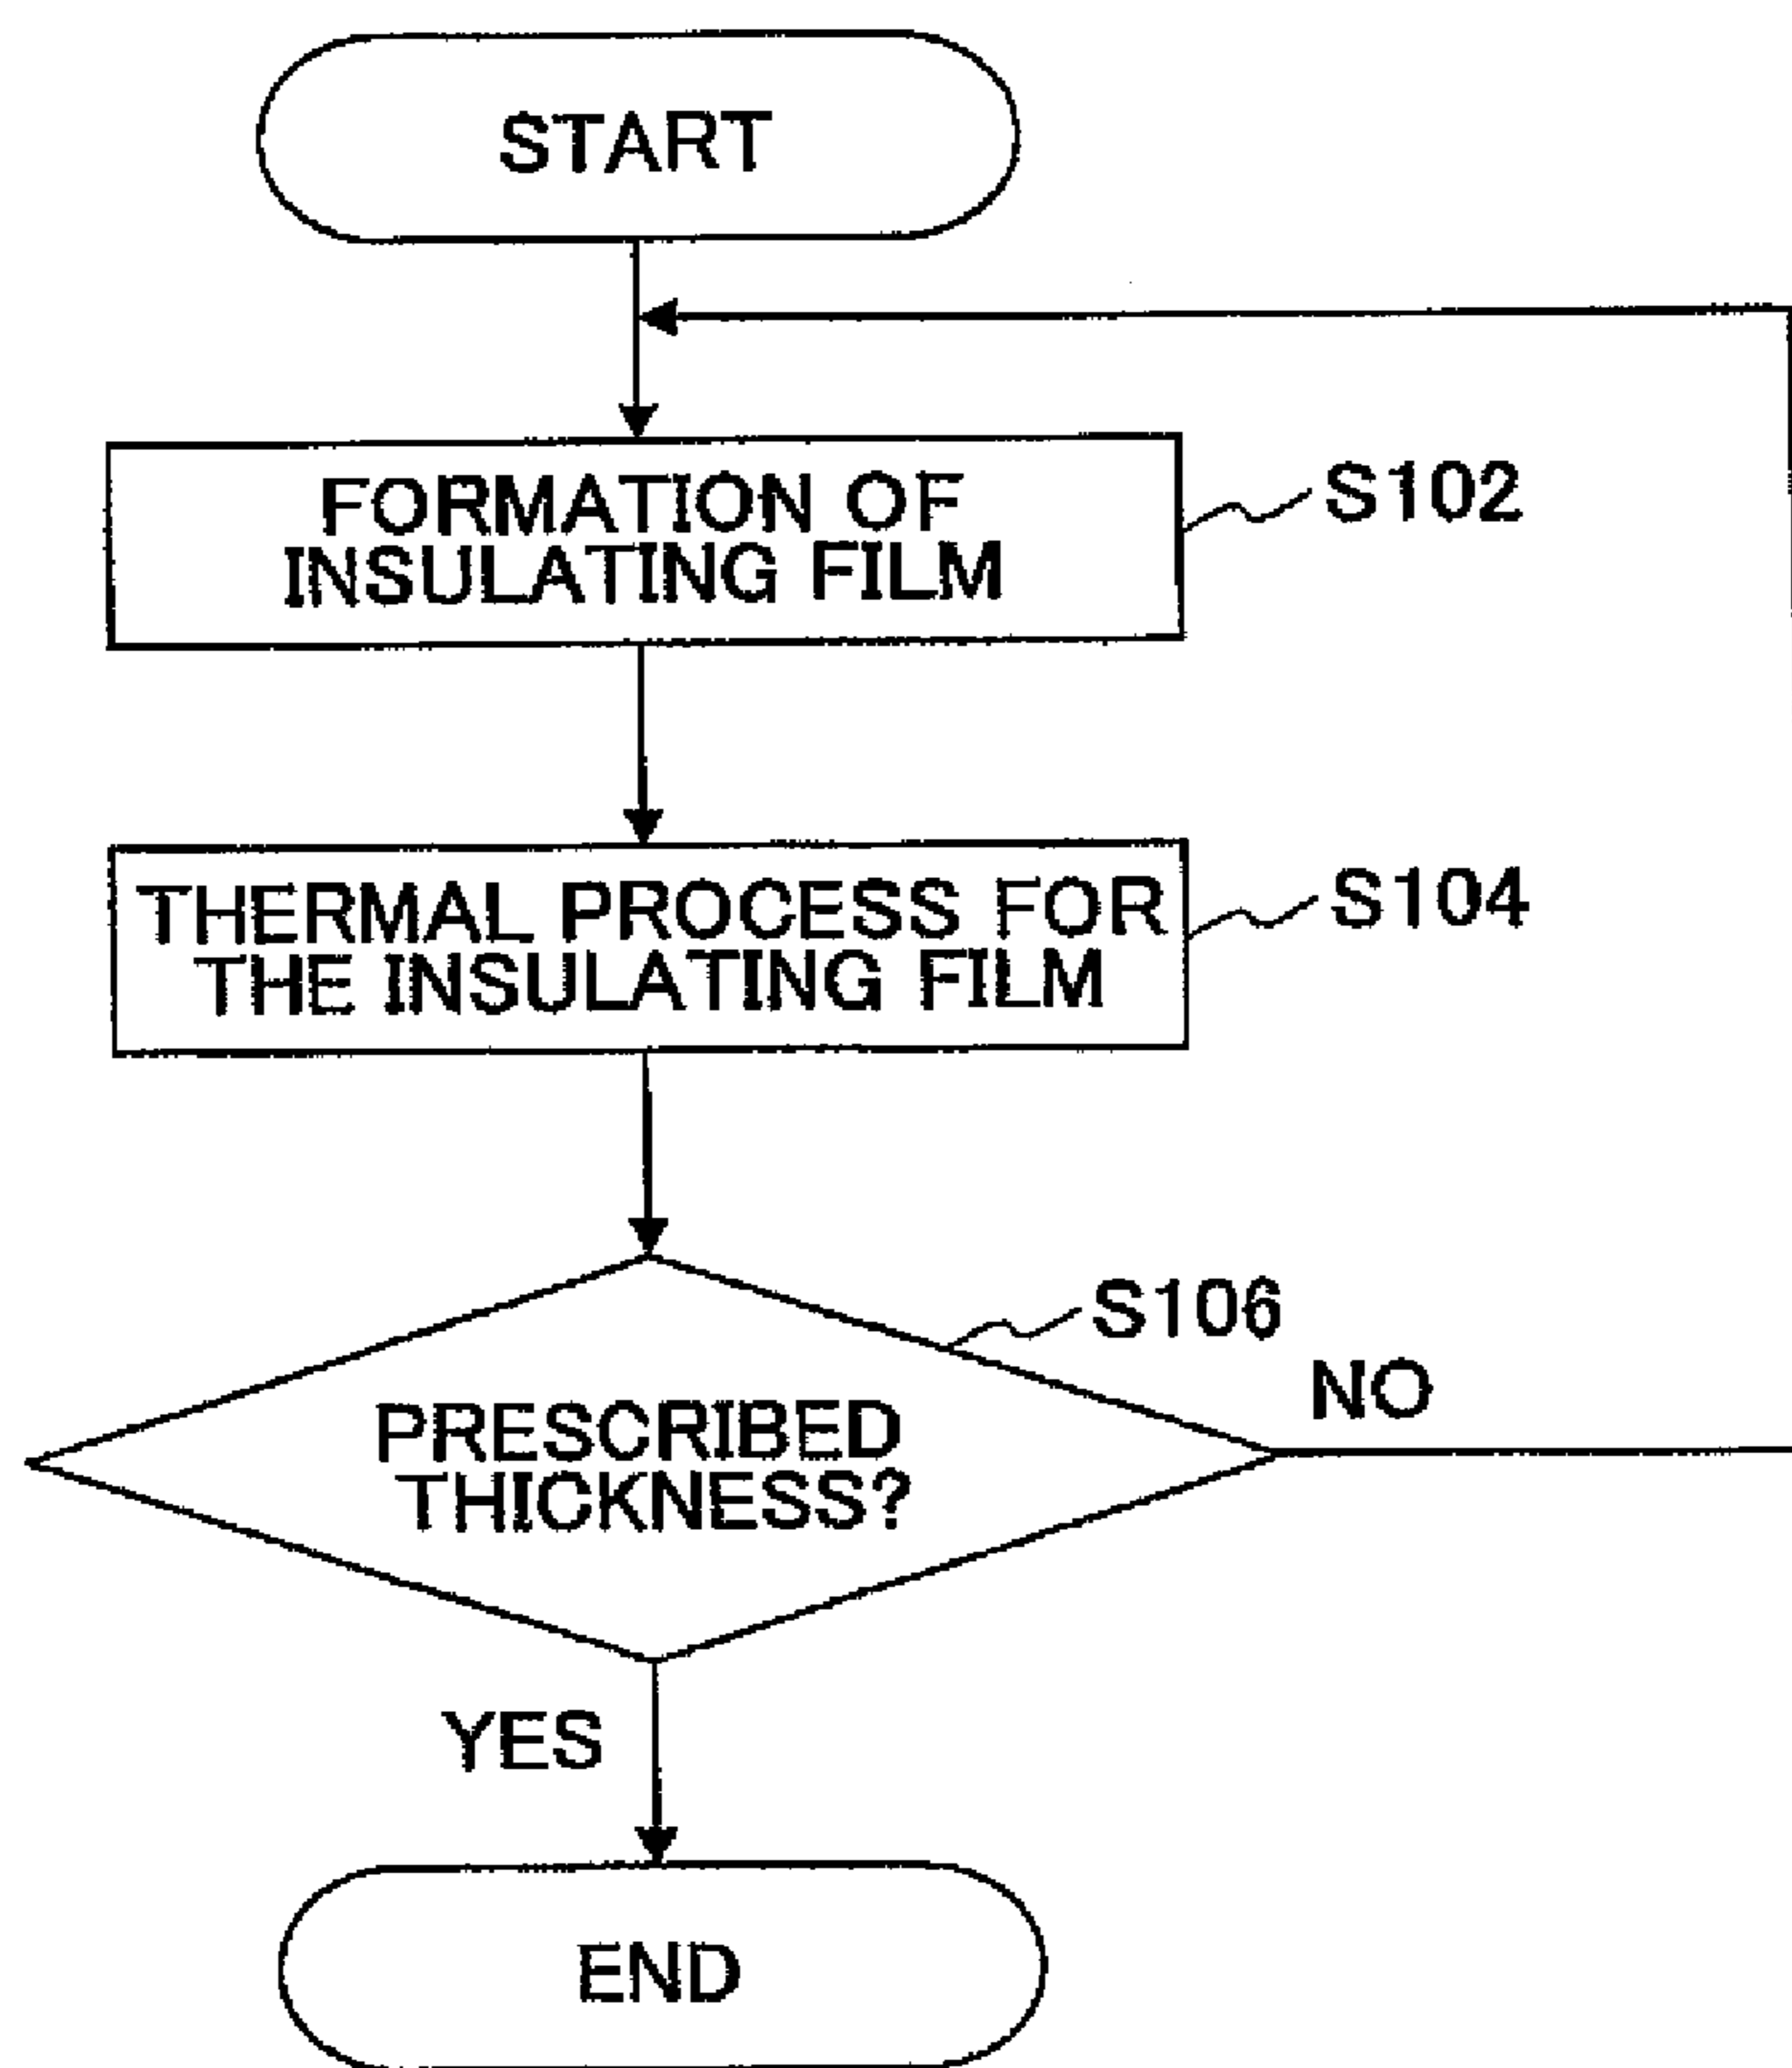 START
FORMATION OF
INSULATING FILM
S102
THERMAL PROCESS FOR
THE INSULATING FILM
S104
S106
PRESCRIBED
THICKNESS?
NO
YES
END